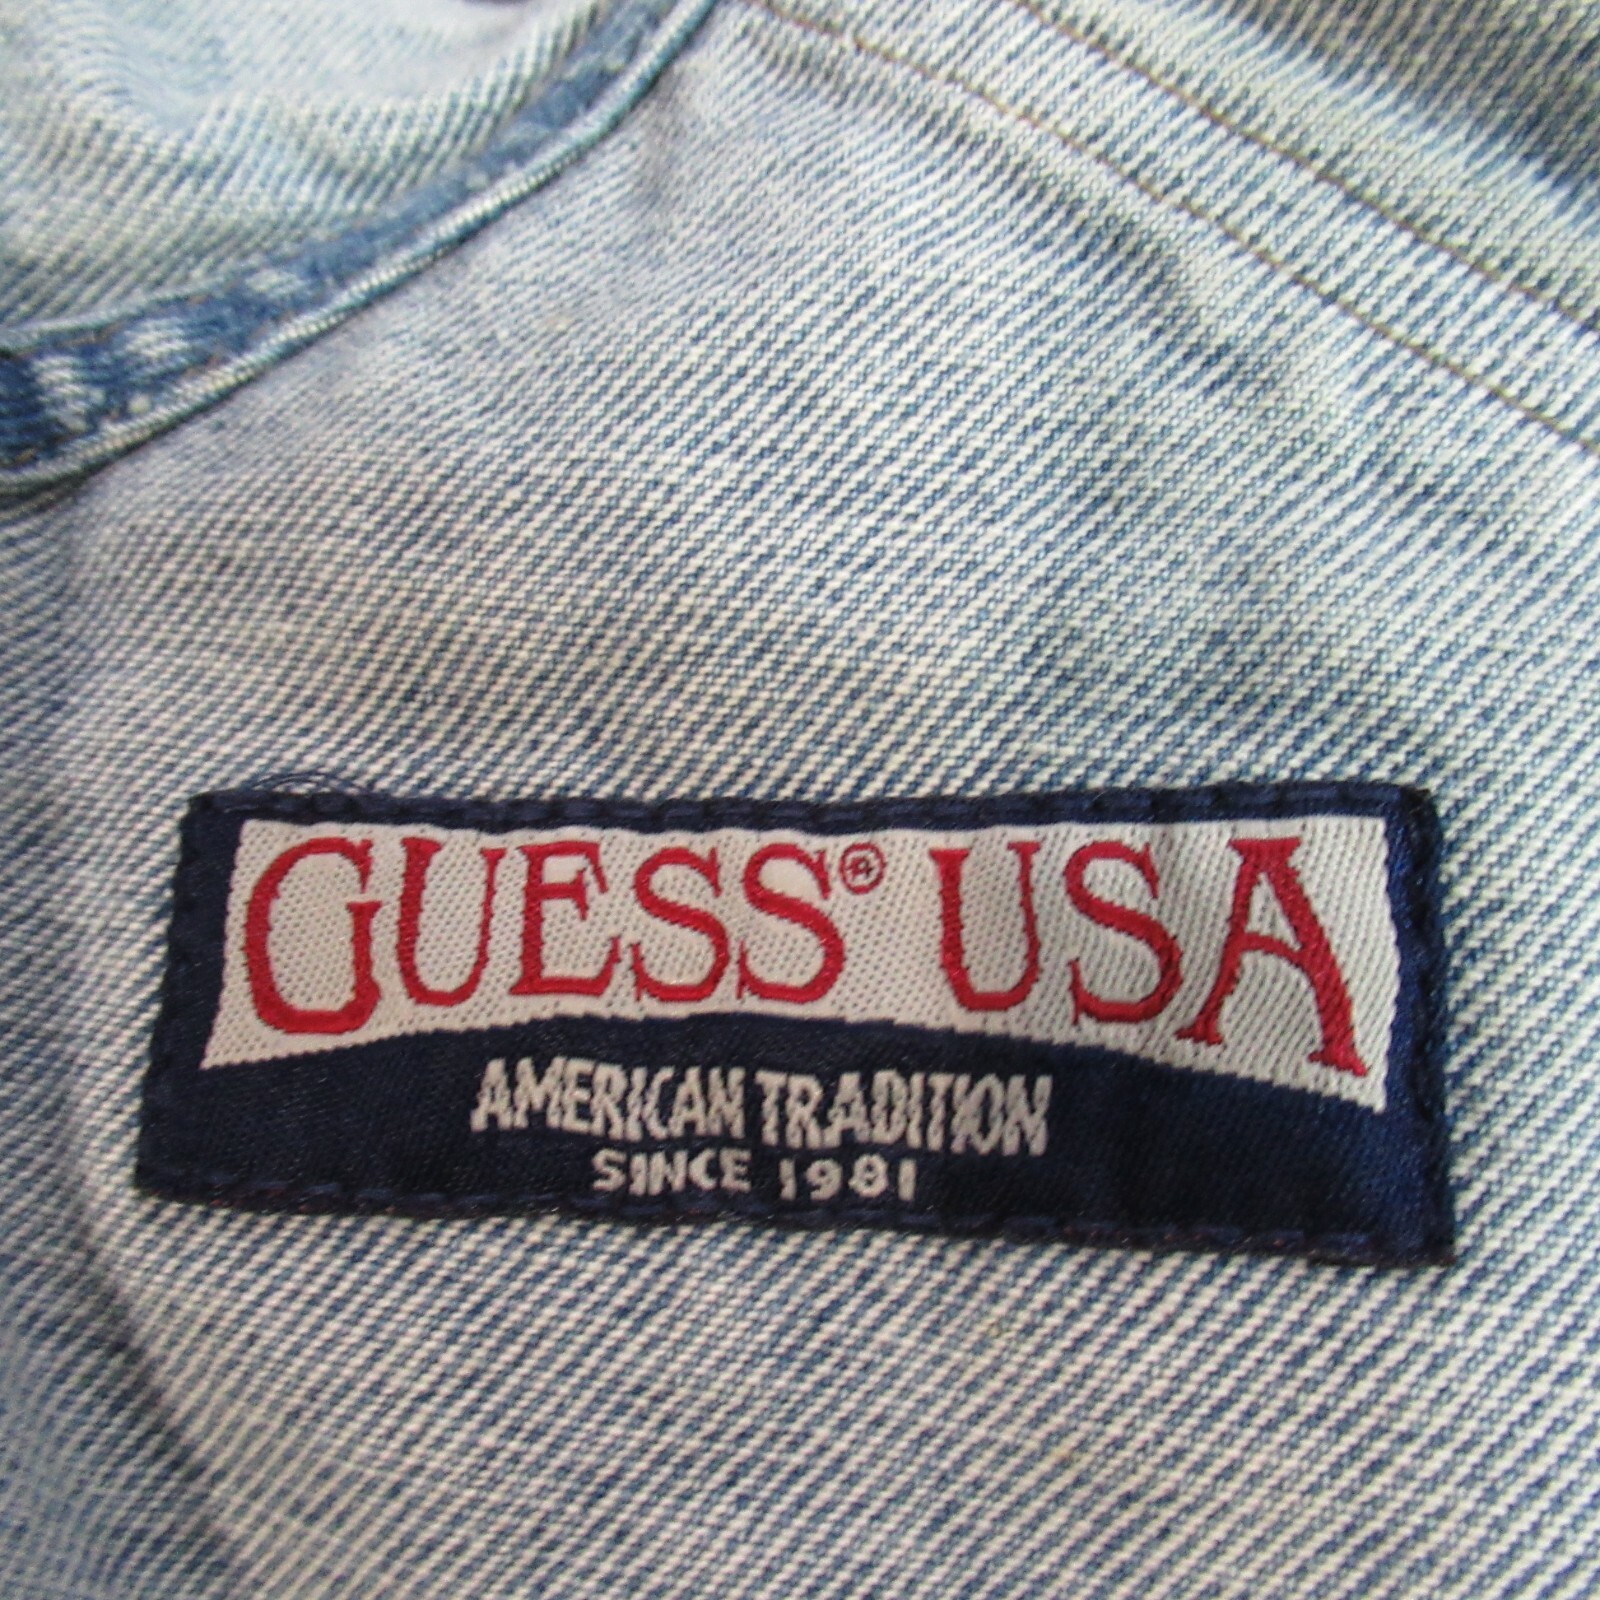 GUESS® USA
AMERICAN TRADITION
SINCE 1981